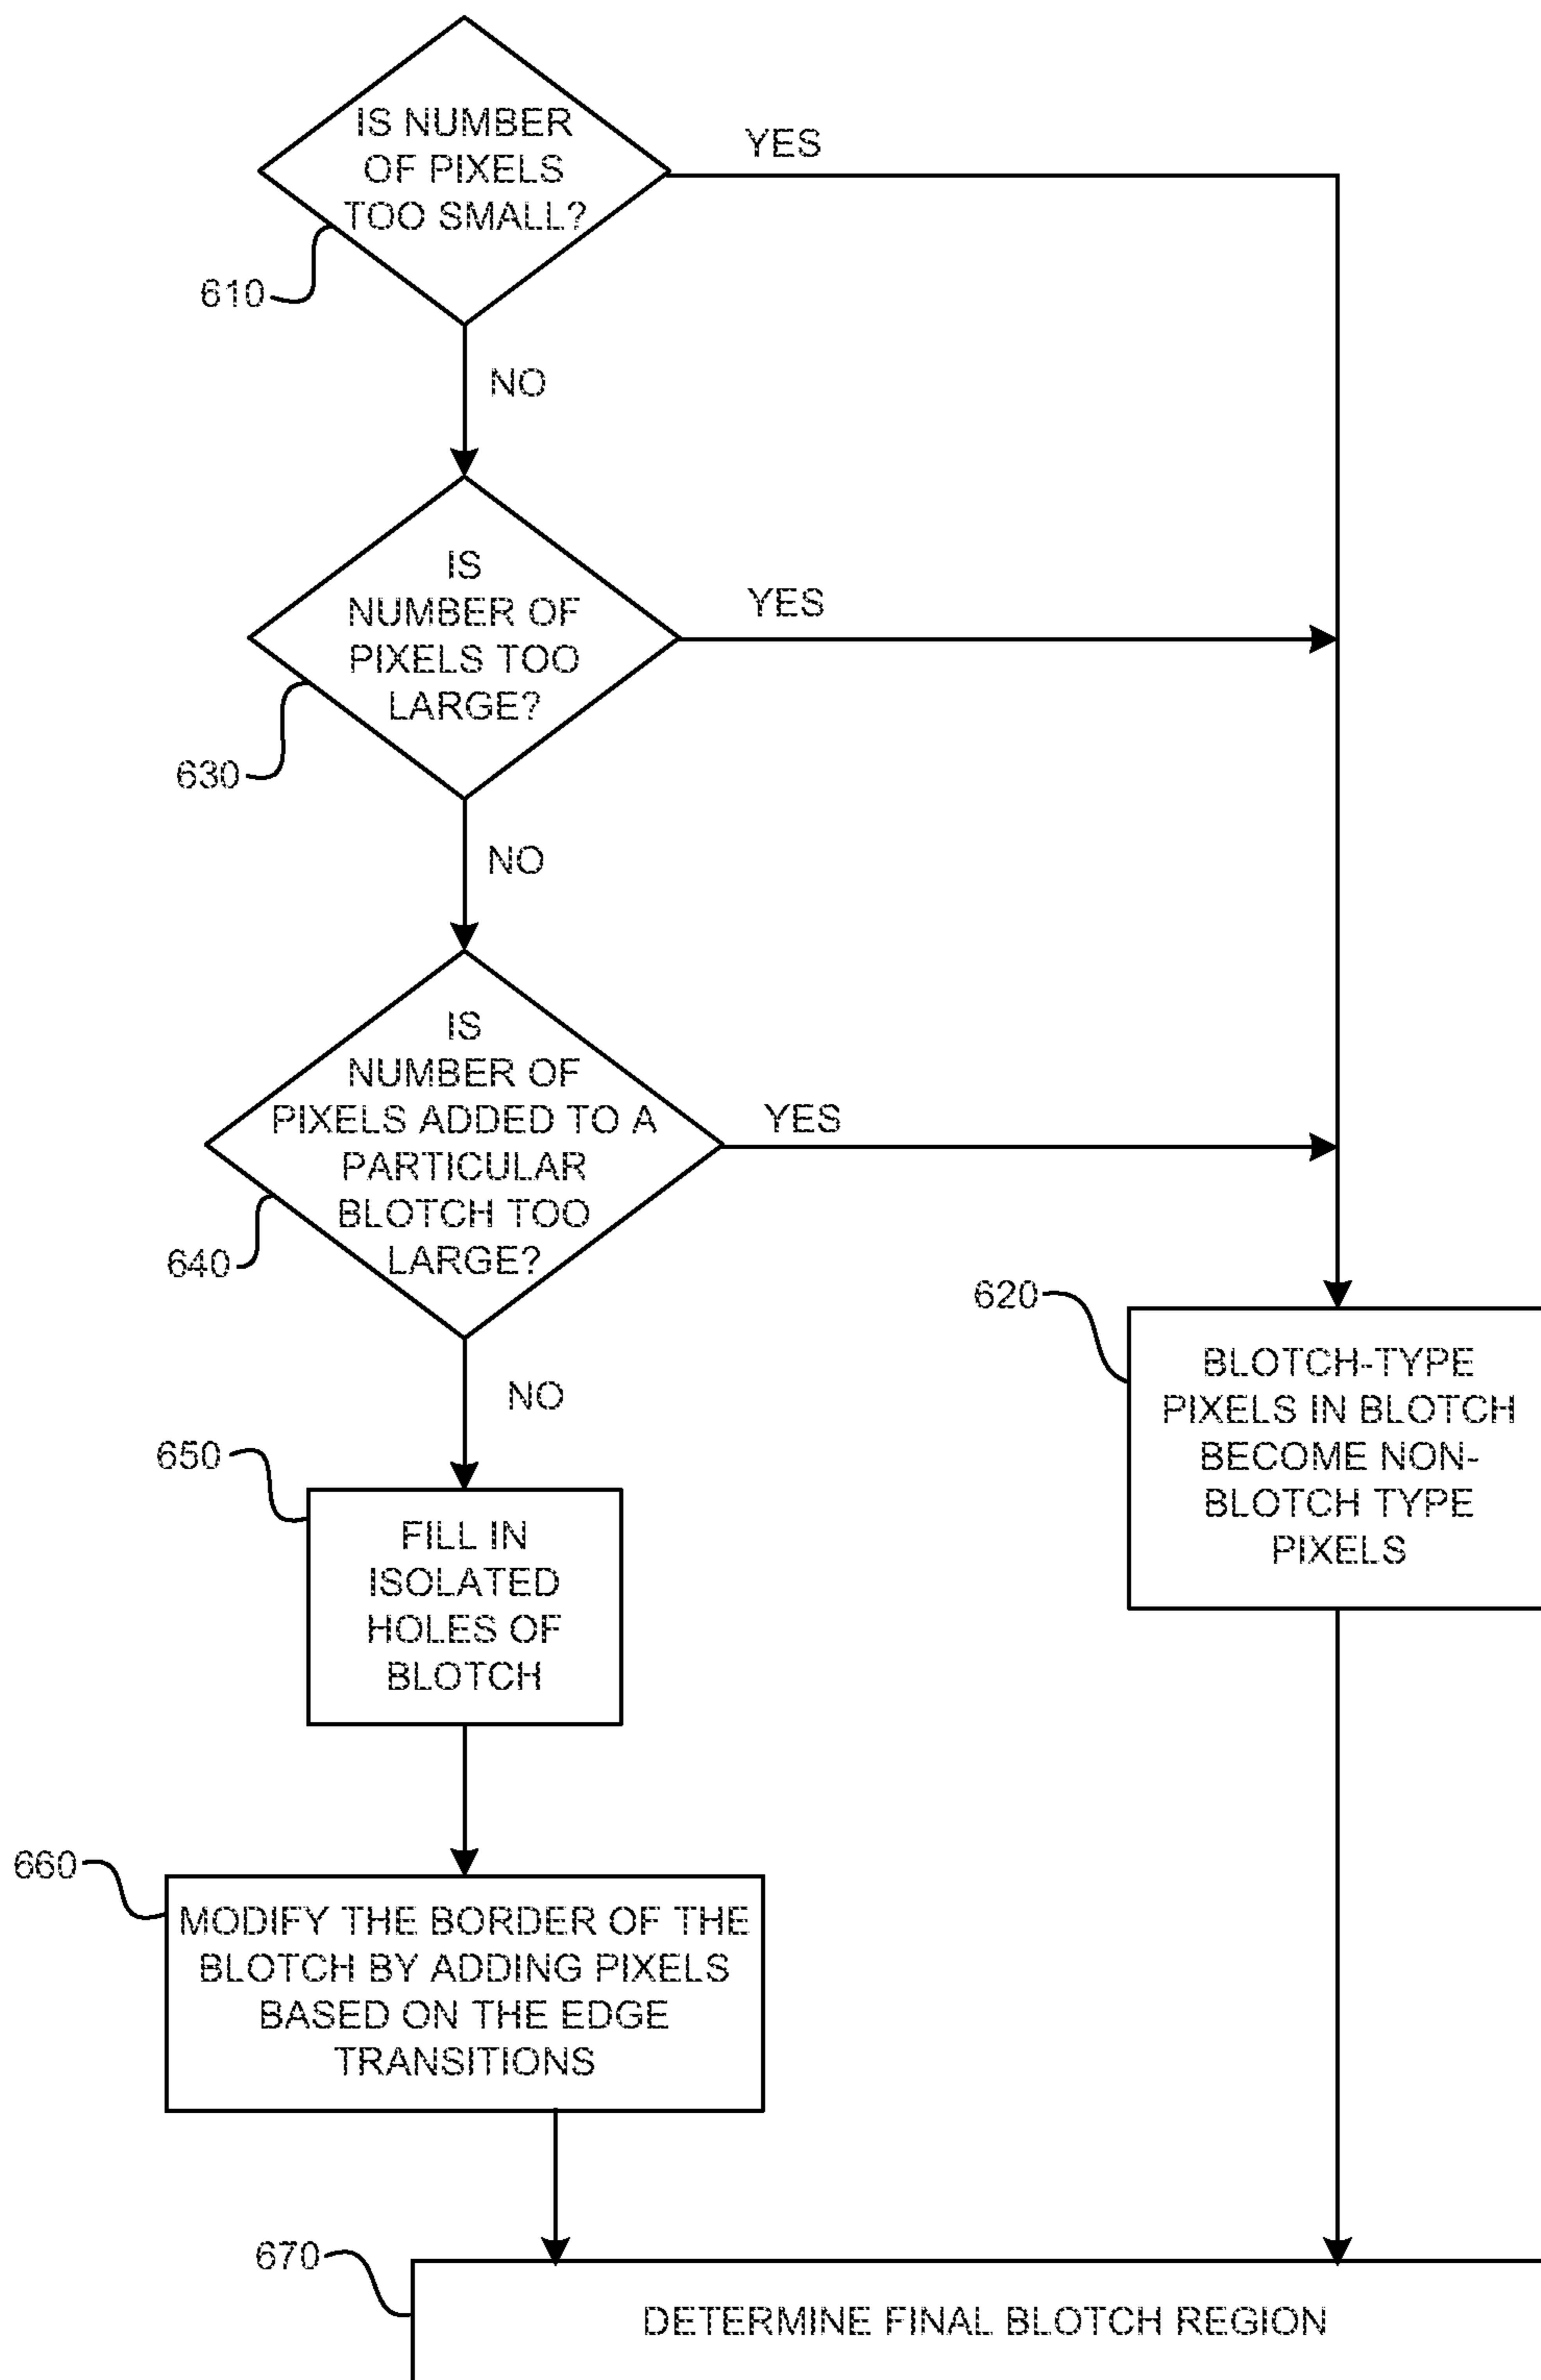 IS NUMBER
OF PIXELS
TOO SMALL?
YES
610
NO
IS
NUMBER OF
PIXELS TOO
LARGE?
YES
630
NO
IS
NUMBER OF
PIXELS ADDED TO A
PARTICULAR
BLOTCH TOO
LARGE?
YES
640
NO
620
BLOTCH-TYPE
PIXELS IN BLOTCH
BECOME NON-
BLOTCH TYPE
PIXELS
650
FILL IN
ISOLATED
HOLES OF
BLOTCH
660
MODIFY THE BORDER OF THE
BLOTCH BY ADDING PIXELS
BASED ON THE EDGE
TRANSITIONS
670
DETERMINE FINAL BLOTCH REGION